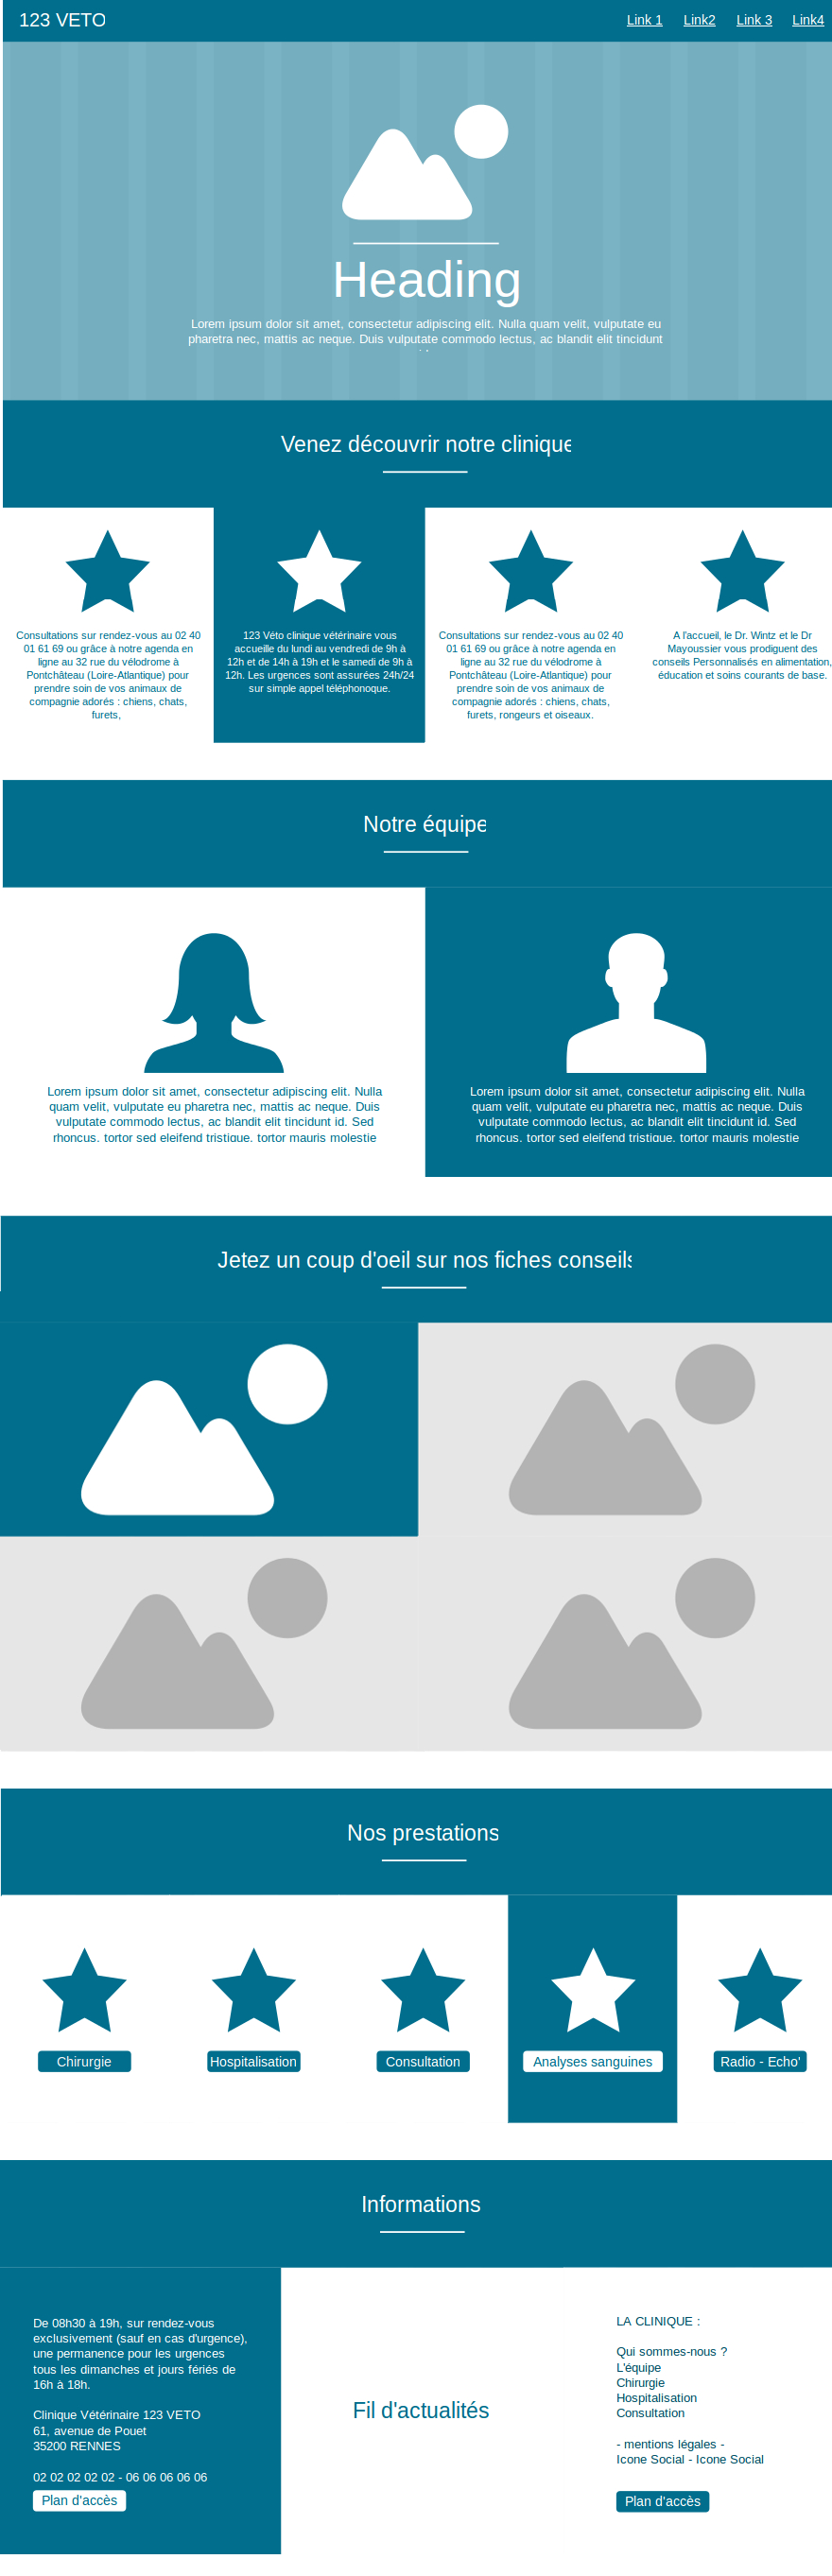 123 VETO
Link 1 Link2 Link 3 Link4
Heading
Lorem ipsum dolor sit amet, consectetur adipiscing elit. Nulla quam velit, vulputate eu
pharetra nec, mattis ac neque. Duis vulputate commodo lectus, ac blandit elit tincidunt
Venez découvrir notre clinique
Consultations sur rendez-vous au 02 40
01 61 69 ou grâce à notre agenda en
ligne au 32 rue du vélodrome à
Pontchâteau (Loire-Atlantique) pour
prendre soin de vos animaux de
compagnie adorés : chiens, chats,
furets,
123 Véto clinique vétérinaire vous
accueille du lundi au vendredi de 9h à
12h et de 14h à 19h et le samedi de 9h à
12h. Les urgences sont assurées 24h/24
sur simple appel téléphonoque.
Consultations sur rendez-vous au 02 40
01 61 69 ou grâce à notre agenda en
ligne au 32 rue du vélodrome à
Pontchâteau (Loire-Atlantique) pour
prendre soin de vos animaux de
compagnie adorés : chiens, chats,
furets, rongeurs et oiseaux.
A l'accueil, le Dr. Wintz et le Dr
Mayoussier vous prodiguent des
conseils Personnalisés en alimentation,
éducation et soins courants de base.
Notre équipe
Lorem ipsum dolor sit amet, consectetur adipiscing elit. Nulla
quam velit, vulputate eu pharetra nec, mattis ac neque. Duis
vulputate commodo lectus, ac blandit elit tincidunt id. Sed
rhoncus, tortor sed eleifend tristique, tortor mauris molestie
Lorem ipsum dolor sit amet, consectetur adipiscing elit. Nulla
quam velit, vulputate eu pharetra nec, mattis ac neque. Duis
vulputate commodo lectus, ac blandit elit tincidunt id. Sed
rhoncus, tortor sed eleifend tristique, tortor mauris molestie
Jetez un coup d'oeil sur nos fiches conseils
Nos prestations
Chirurgie
Hospitalisation
Consultation
Analyses sanguines
Radio - Echo'
Informations
De 08h30 à 19h, sur rendez-vous
exclusivement (sauf en cas d'urgence),
une permanence pour les urgences
tous les dimanches et jours fériés de
16h à 18h.
Clinique Vétérinaire 123 VETO
61, avenue de Pouet
35200 RENNES
02 02 02 02 02 - 06 06 06 06 06
Plan d'accès
Fil d'actualités
LA CLINIQUE :
Qui sommes-nous ?
L'équipe
Chirurgie
Hospitalisation
Consultation
- mentions légales -
Icone Social - Icone Social
Plan d'accès